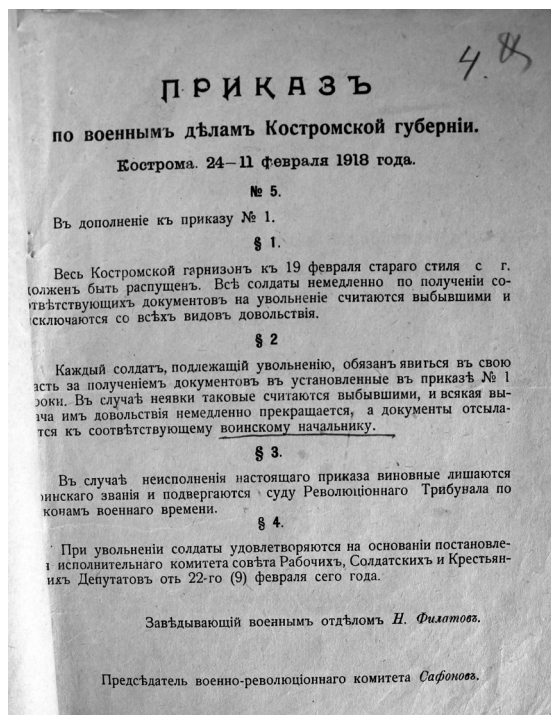 4.
ПРИКАЗЪ
по военнымъ дѣламъ Костромской губерніи.
Кострома. 24—11 февраля 1918 года.
№ 5.
Въ дополненіе къ приказу № 1.
§ 1.
Весь Костромской гарнизонъ къ 19 февраля стараго стиля с г.
долженъ быть распущен. Всѣ солдаты немедленно по полученіи со-
отвѣтствующихъ документовъ на увольненіе считаются выбывшими и
исключаются со всѣхъ видовъ довольствія.
§ 2
Каждый солдатъ, подлежащій увольненію, обязанъ явиться въ свою
часть за полученіемъ документовъ въ установленные въ приказѣ № 1
сроки. Въ случаѣ неявки таковые считаются выбывшими, и всякая вы-
дача имъ довольствія немедленно прекращается, а документы отсыла-
ются къ соотвѣтствующему воинскому начальнику.
§ 3.
Въ случаѣ неисполненія настоящаго приказа виновные лишаются
воинскаго званія и подвергаются суду Революціоннаго Трибунала по
законамъ военнаго времени.
§ 4.
При увольненіи солдаты удовлетворяются на основаніи постановле-
я исполнительнаго комитета совѣта Рабочихъ, Солдатскихъ и Крестьян-
скихъ Депутатовъ оть 22-го (9) февраля сего года.
Завѣдывающій военнымъ отдѣломъ Н. Филатовъ.
Предсѣдатель военно-революціоннаго комитета Сафоновъ.